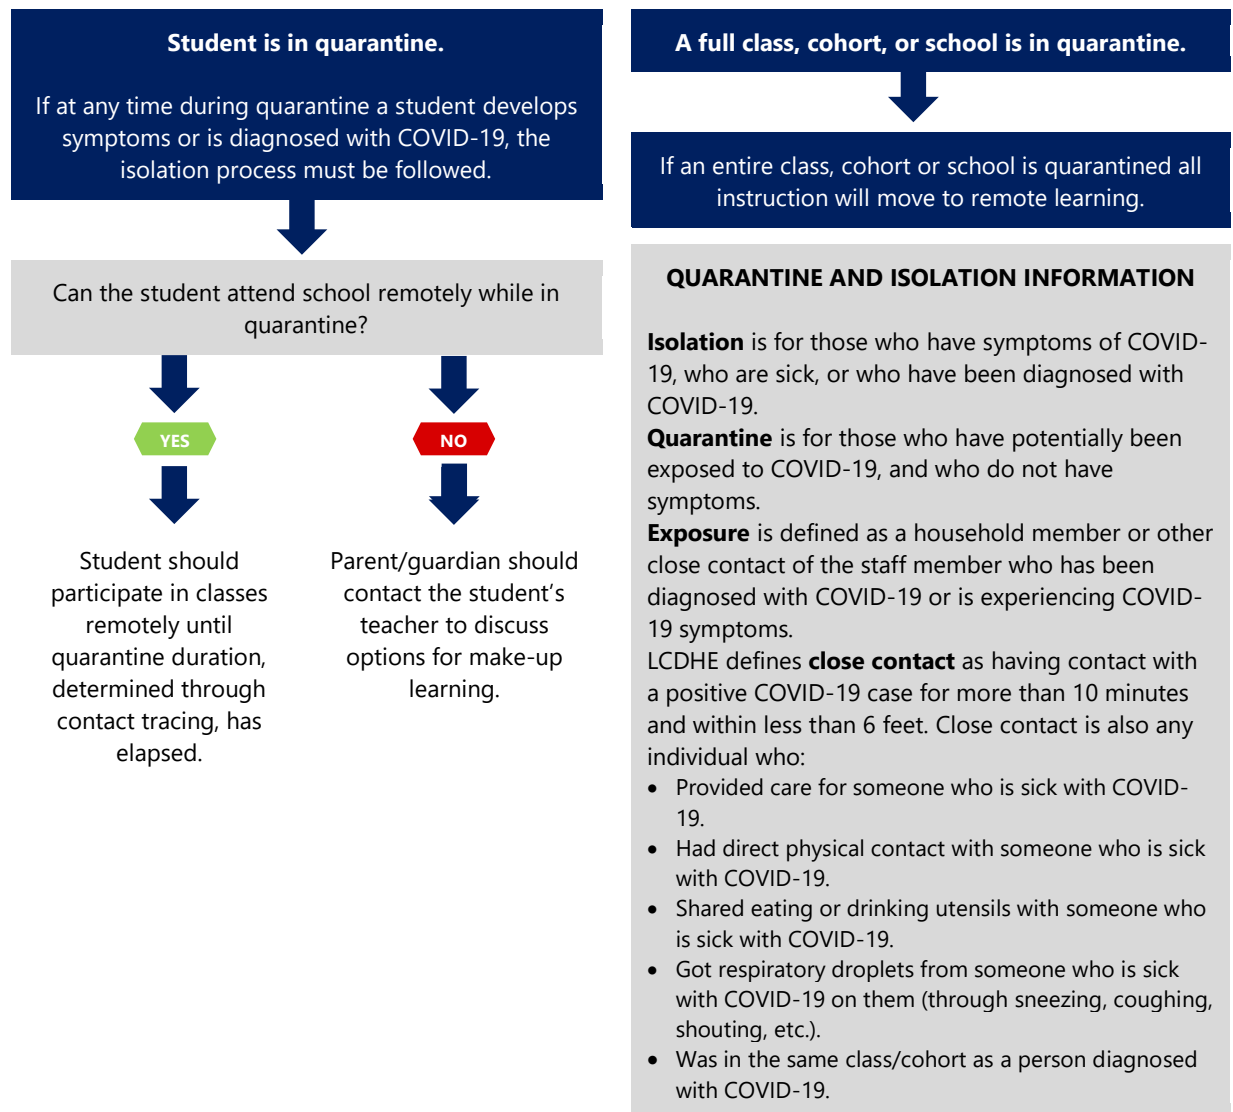 Student is in quarantine.
If at any time during quarantine a student develops
symptoms or is diagnosed with COVID-19, the
isolation process must be followed.
Can the student attend school remotely while in
quarantine?
YES
NO
Student should
participate in classes
remotely until
quarantine duration,
determined through
contact tracing, has
elapsed.
Parent/guardian should
contact the student’s
teacher to discuss
options for make-up
learning.
A full class, cohort, or school is in quarantine.
If an entire class, cohort or school is quarantined all
instruction will move to remote learning.
QUARANTINE AND ISOLATION INFORMATION
Isolation is for those who have symptoms of COVID-
19, who are sick, or who have been diagnosed with
COVID-19.
Quarantine is for those who have potentially been
exposed to COVID-19, and who do not have
symptoms.
Exposure is defined as a household member or other
close contact of the staff member who has been
diagnosed with COVID-19 or is experiencing COVID-
19 symptoms.
LCDHE defines close contact as having contact with
a positive COVID-19 case for more than 10 minutes
and within less than 6 feet. Close contact is also any
individual who:
• Provided care for someone who is sick with COVID-
19.
• Had direct physical contact with someone who is sick
with COVID-19.
• Shared eating or drinking utensils with someone who
is sick with COVID-19.
• Got respiratory droplets from someone who is sick
with COVID-19 on them (through sneezing, coughing,
shouting, etc.).
• Was in the same class/cohort as a person diagnosed
with COVID-19.